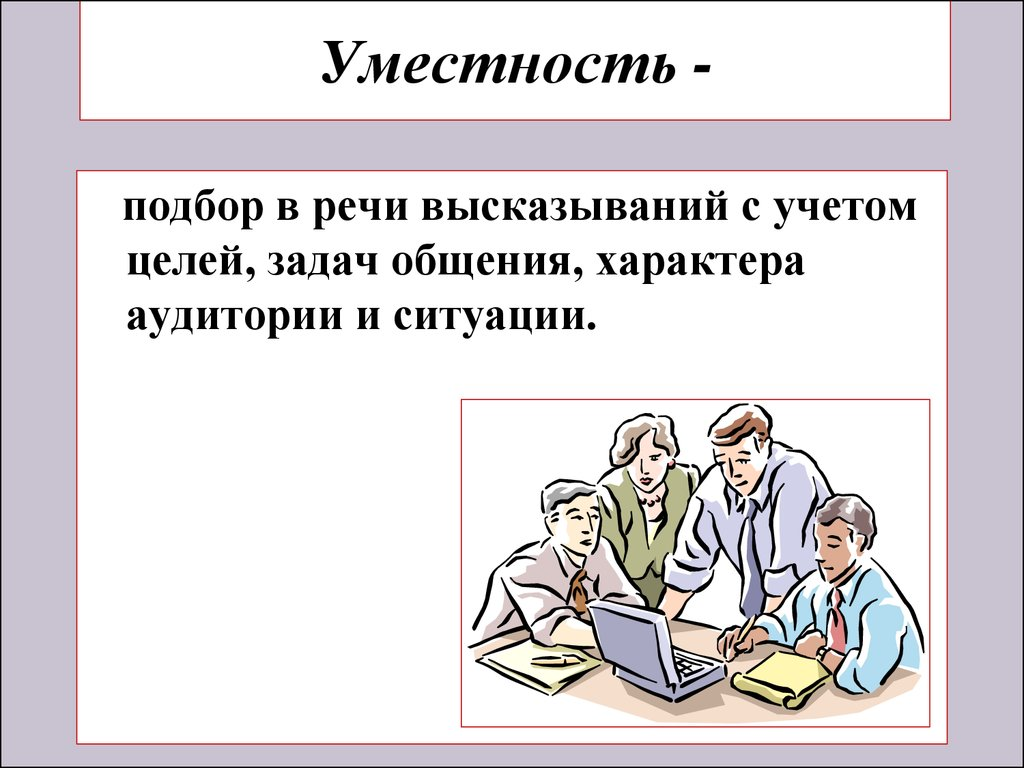 Уместность -
подбор в речи высказываний с учетом
целей, задач общения, характера
аудитории и ситуации.